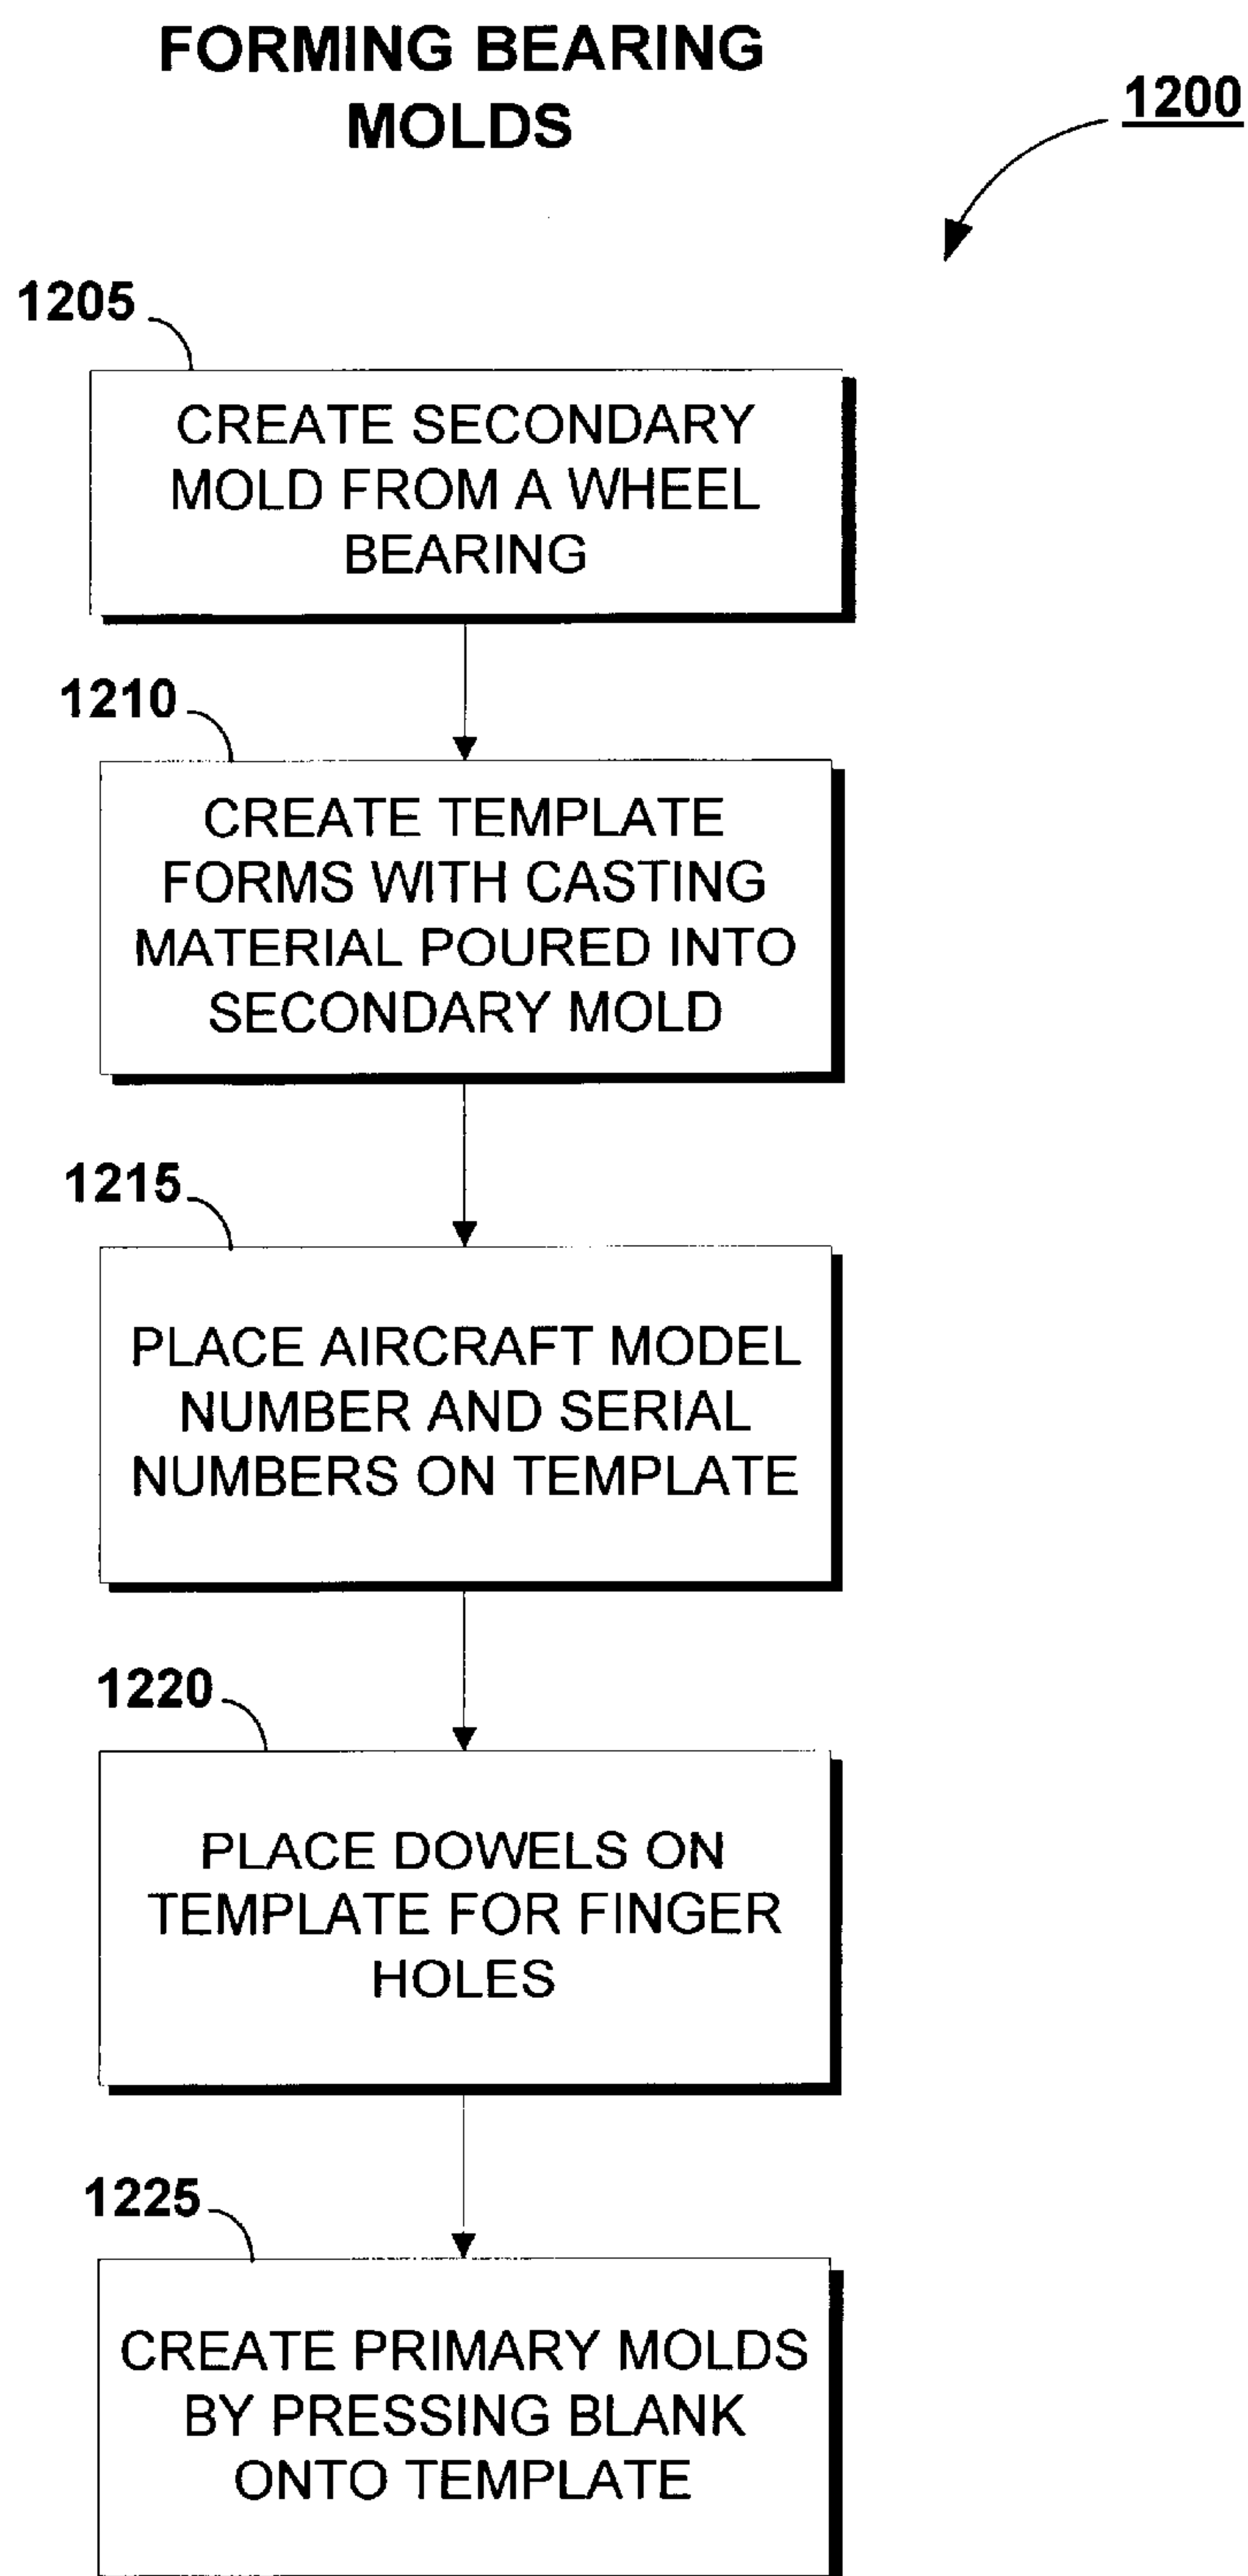 FORMING BEARING
MOLDS
1200
1205
CREATE SECONDARY
MOLD FROM A WHEEL
BEARING
1210
CREATE TEMPLATE
FORMS WITH CASTING
MATERIAL POURED INTO
SECONDARY MOLD
1215
PLACE AIRCRAFT MODEL
NUMBER AND SERIAL
NUMBERS ON TEMPLATE
1220
PLACE DOWELS ON
TEMPLATE FOR FINGER
HOLES
1225
CREATE PRIMARY MOLDS
BY PRESSING BLANK
ONTO TEMPLATE